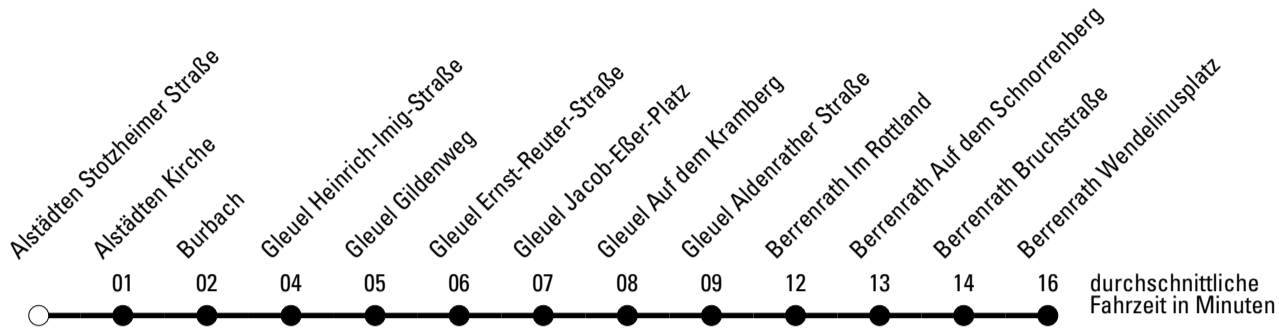 Alstädten Stotzheimer Straße
Alstädten Kirche
Burbach
Gleuel Heinrich-Imig-Straße
Gleuel Gildenweg
Gleuel Ernst-Reuter-Straße
Gleuel Jacob-Eßer-Platz
Gleuel Auf dem Kramberg
Gleuel Aldenrather Straße
Berrenrath Im Rottland
Berrenrath Auf dem Schnorrenberg
Berrenrath Bruchstraße
Berrenrath Wendelinusplatz
01 02 04 05 06 07 08 09 12 13 14 16
durchschnittliche
Fahrzeit in Minuten